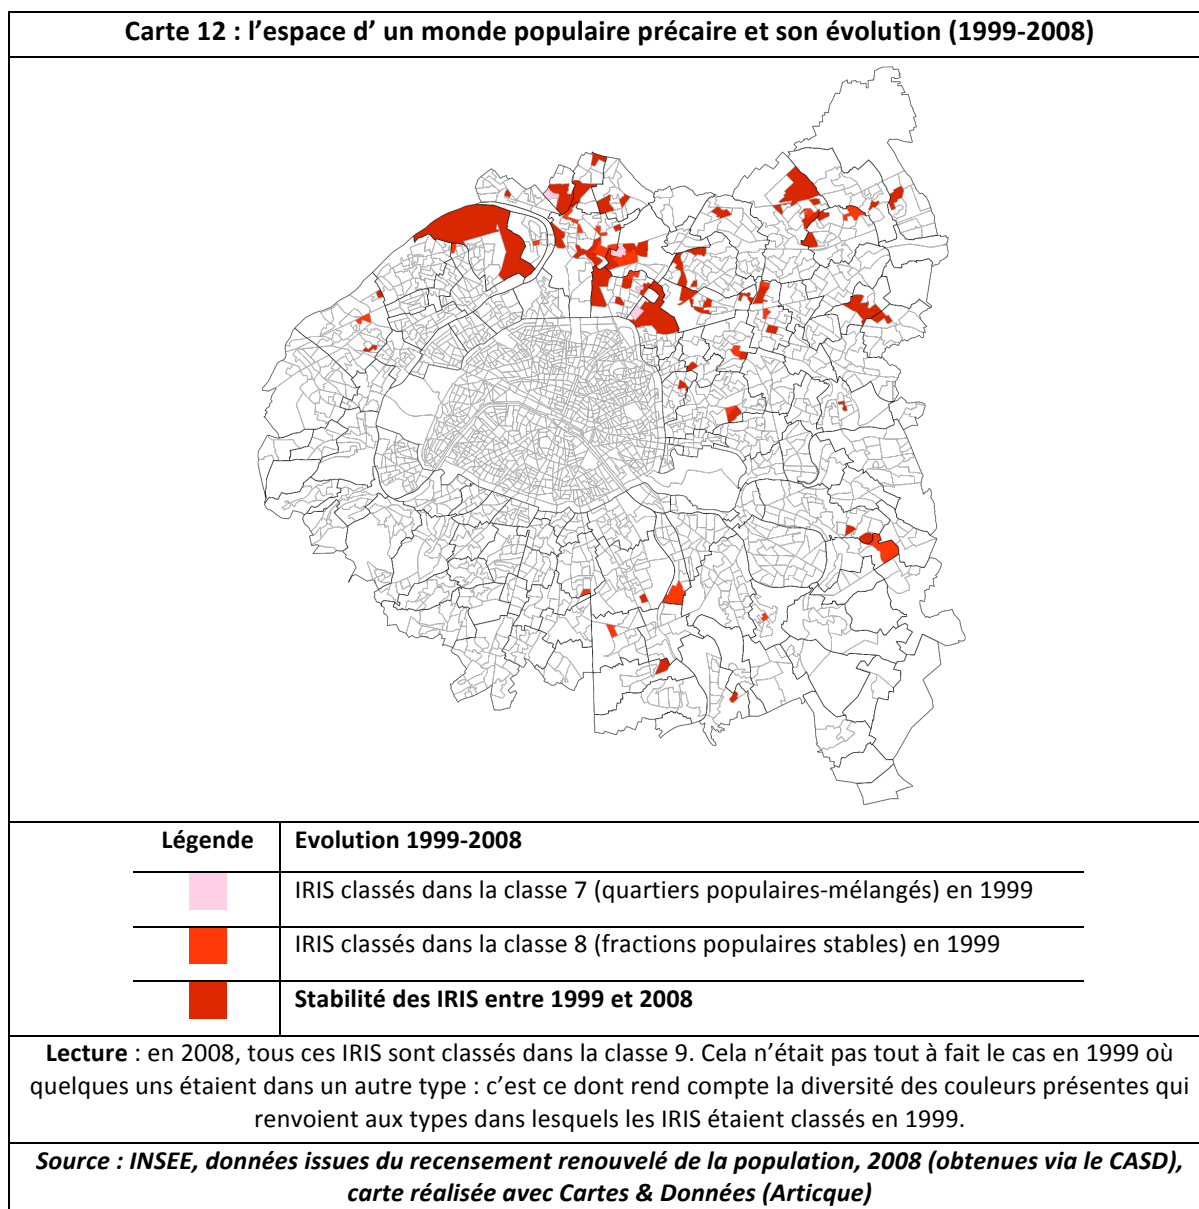 Carte 12 : l’espace d’ un monde populaire précaire et son évolution (1999-2008)
Légende
Evolution 1999-2008
IRIS classés dans la classe 7 (quartiers populaires-mélangés) en 1999
IRIS classés dans la classe 8 (fractions populaires stables) en 1999
Stabilité des IRIS entre 1999 et 2008
Lecture : en 2008, tous ces IRIS sont classés dans la classe 9. Cela n’était pas tout à fait le cas en 1999 où
quelques uns étaient dans un autre type : c’est ce dont rend compte la diversité des couleurs présentes qui
renvoient aux types dans lesquels les IRIS étaient classés en 1999.
Source : INSEE, données issues du recensement renouvelé de la population, 2008 (obtenues via le CASD),
carte réalisée avec Cartes & Données (Articque)